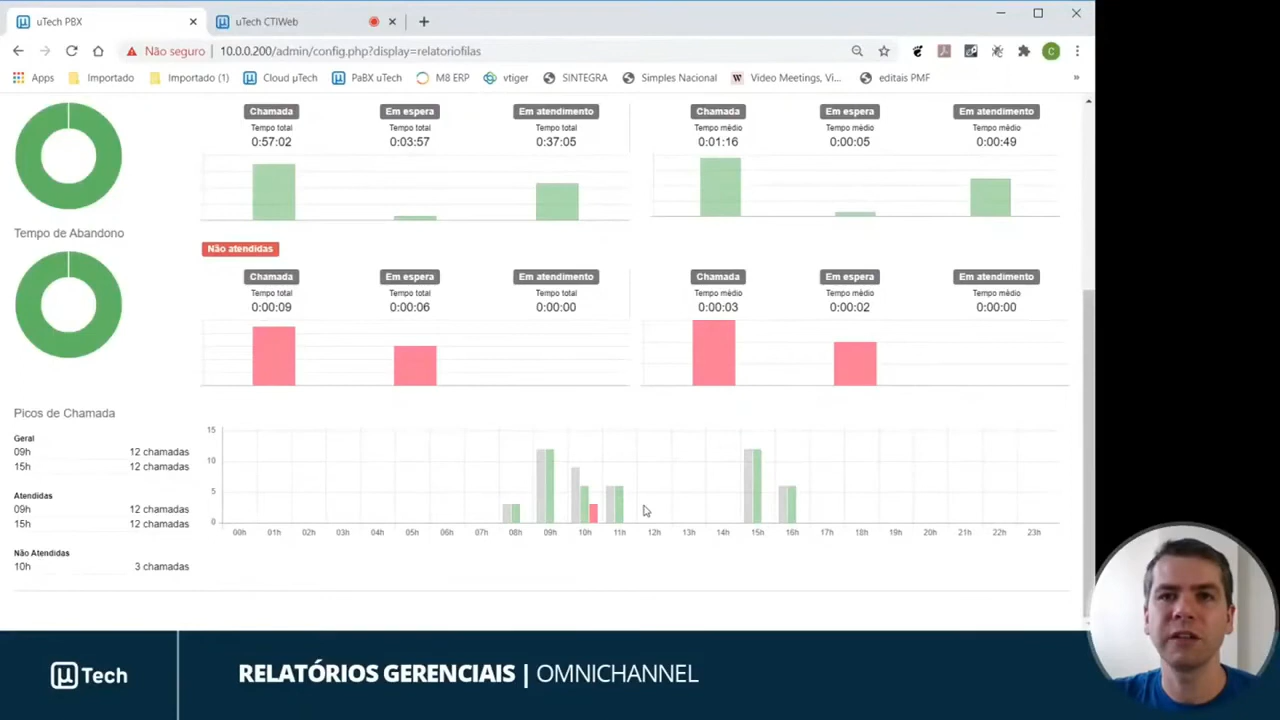 uTech PBX
uTech CTIWeb
Não seguro
10.0.0.200/admin/config.php?display=relatoriofilas
C
Apps
Importado
Importado (1)
Cloud µTech
PaBX uTech
M8 ERP
vtiger
SINTEGRA
Simples Nacional
Video Meetings, Vi...
editais PMF
»
Chamada
Em espera
Em atendimento
Chamada
Em espera
Em atendimento
Tempo total
Tempo total
Tempo total
Tempo médio
Tempo médio
Tempo médio
0:57:02
0:03:57
0:37:05
0:01:16
0:00:05
0:00:49
Tempo de Abandono
Não atendidas
Chamada
Em espera
Em atendimento
Chamada
Em espera
Em atendimento
Tempo total
Tempo total
Tempo total
Tempo médio
Tempo médio
Tempo médio
0:00:09
0:00:06
0:00:00
0:00:03
0:00:02
0:00:00
Picos de Chamada
Geral
09h 12 chamadas
15h 12 chamadas
Atendidas
09h 12 chamadas
15h 12 chamadas
Não Atendidas
10h 3 chamadas
15
10
5
0
00h 01h 02h 03h 04h 05h 06h 07h 08h 09h 10h 11h 12h 13h 14h 15h 16h 17h 18h 19h 20h 21h 22h 23h
µ Tech
RELATÓRIOS GERENCIAIS | OMNICHANNEL